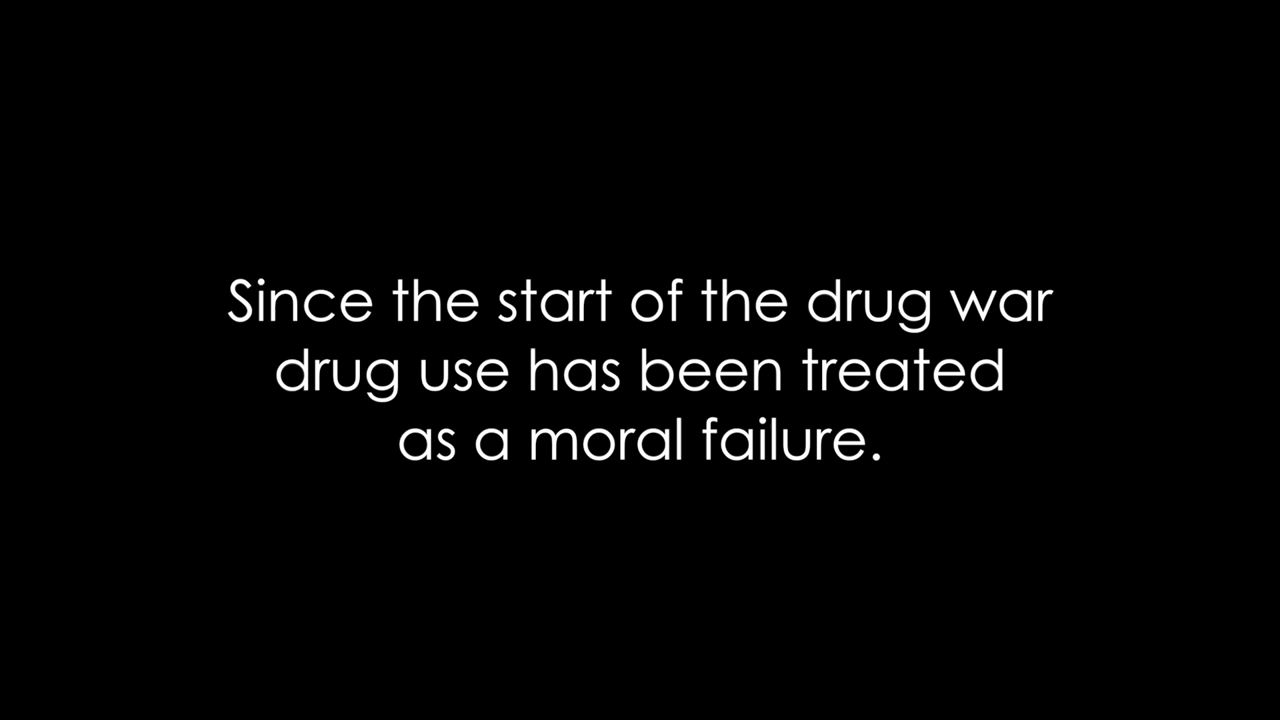 Since the start of the drug war
drug use has been treated
as a moral failure.